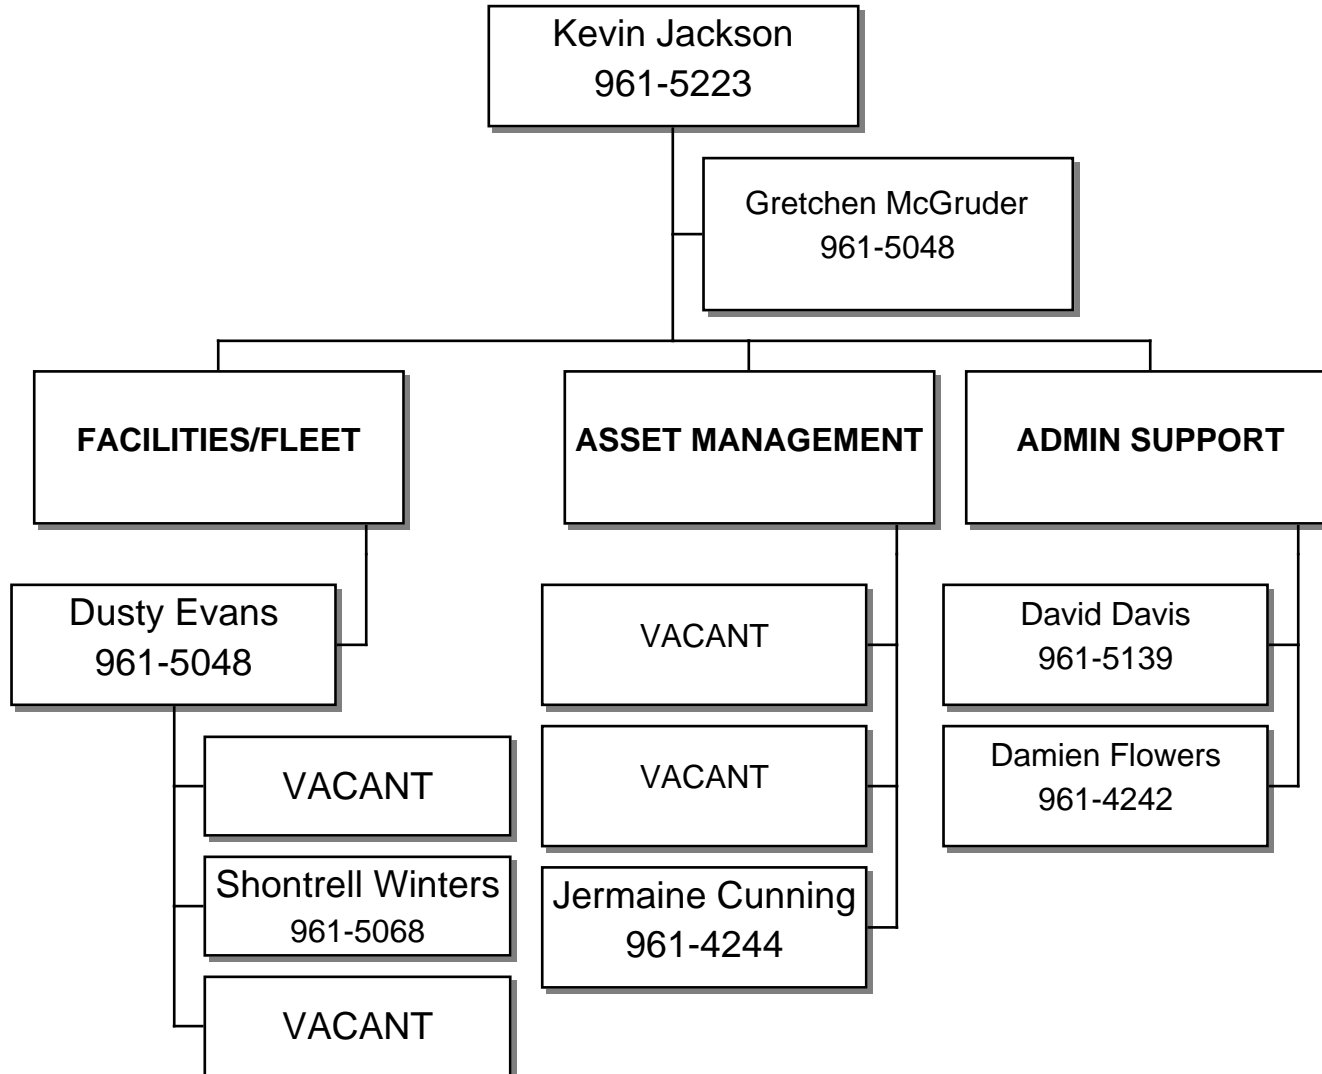 Kevin Jackson
961-5223
Gretchen McGruder
961-5048
FACILITIES/FLEET
ASSET MANAGEMENT
ADMIN SUPPORT
Dusty Evans
961-5048
VACANT
Shontrell Winters
961-5068
VACANT
VACANT
VACANT
Jermaine Cunning
961-4244
David Davis
961-5139
Damien Flowers
961-4242